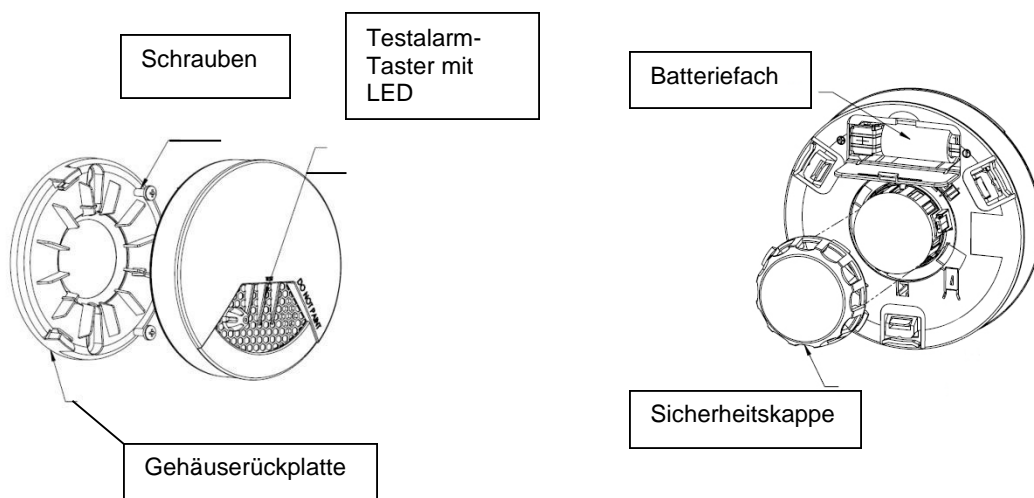 Schrauben
Testalarm-
Taster mit
LED
Batteriefach
DO NOT PAINT
Sicherheitskappe
Gehäuserückplatte